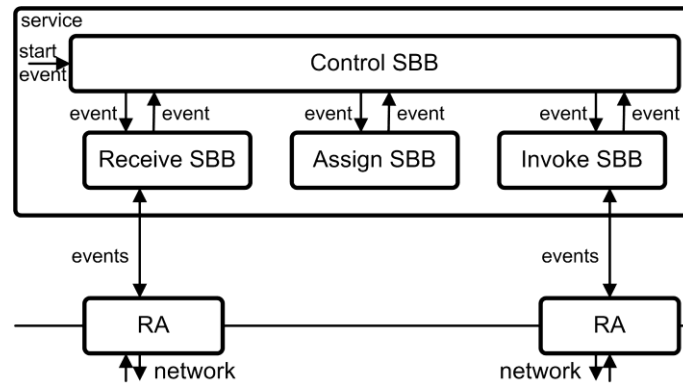 service
start
event
Control SBB
event event event event event event
Receive SBB Assign SBB Invoke SBB
events events
RA RA
network network